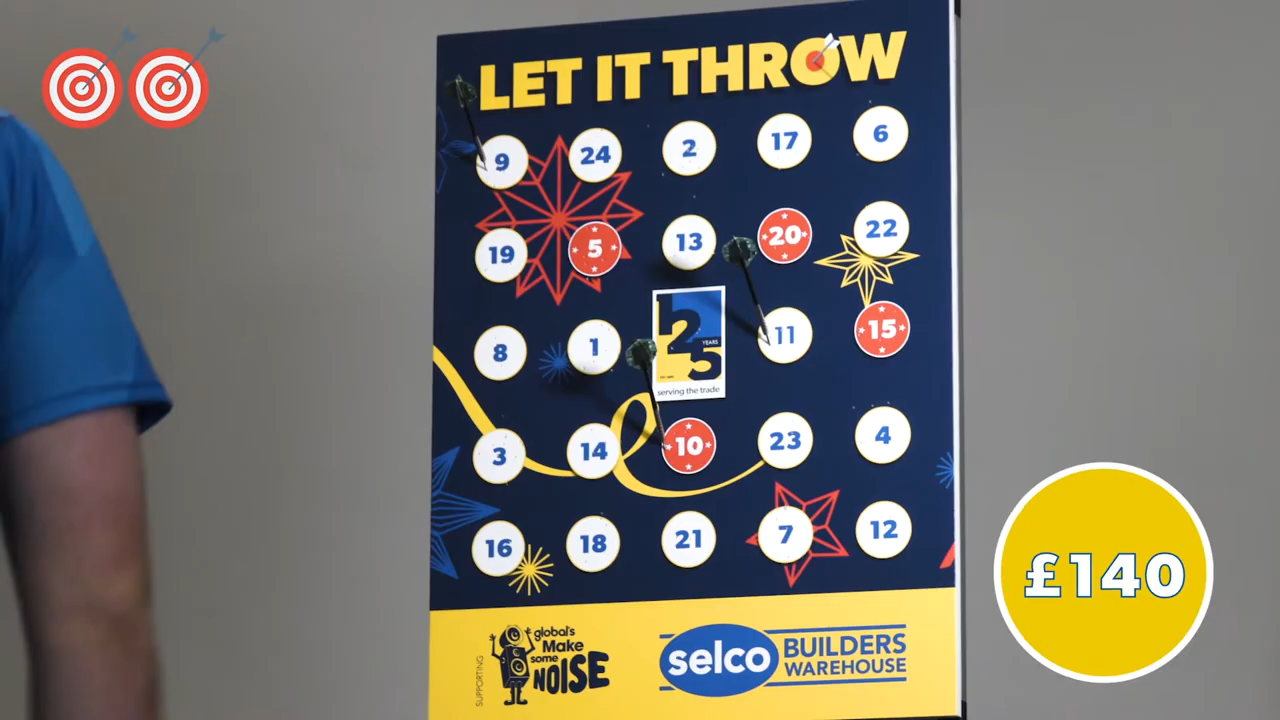 LET IT THROW
9 24 2 17 6
19 5 13 20 22
8 1 11 15
25
YEARS
serving the trade
3 14 10 23 4
16 18 21 7 12
£140
SUPPORTING
global's
Make
some
NOISE
selco
BUILDERS
WAREHOUSE